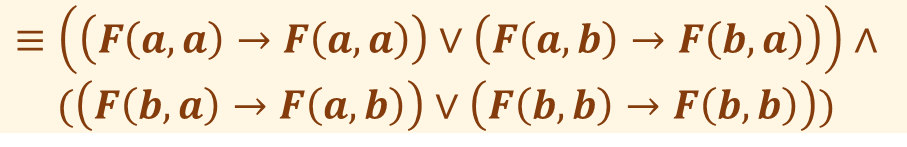 ≡ ((F(a, a) → F(a, a)) ∨ (F(a, b) → F(b, a))) ∧
((F(b, a) → F(a, b)) ∨ (F(b, b) → F(b, b)))